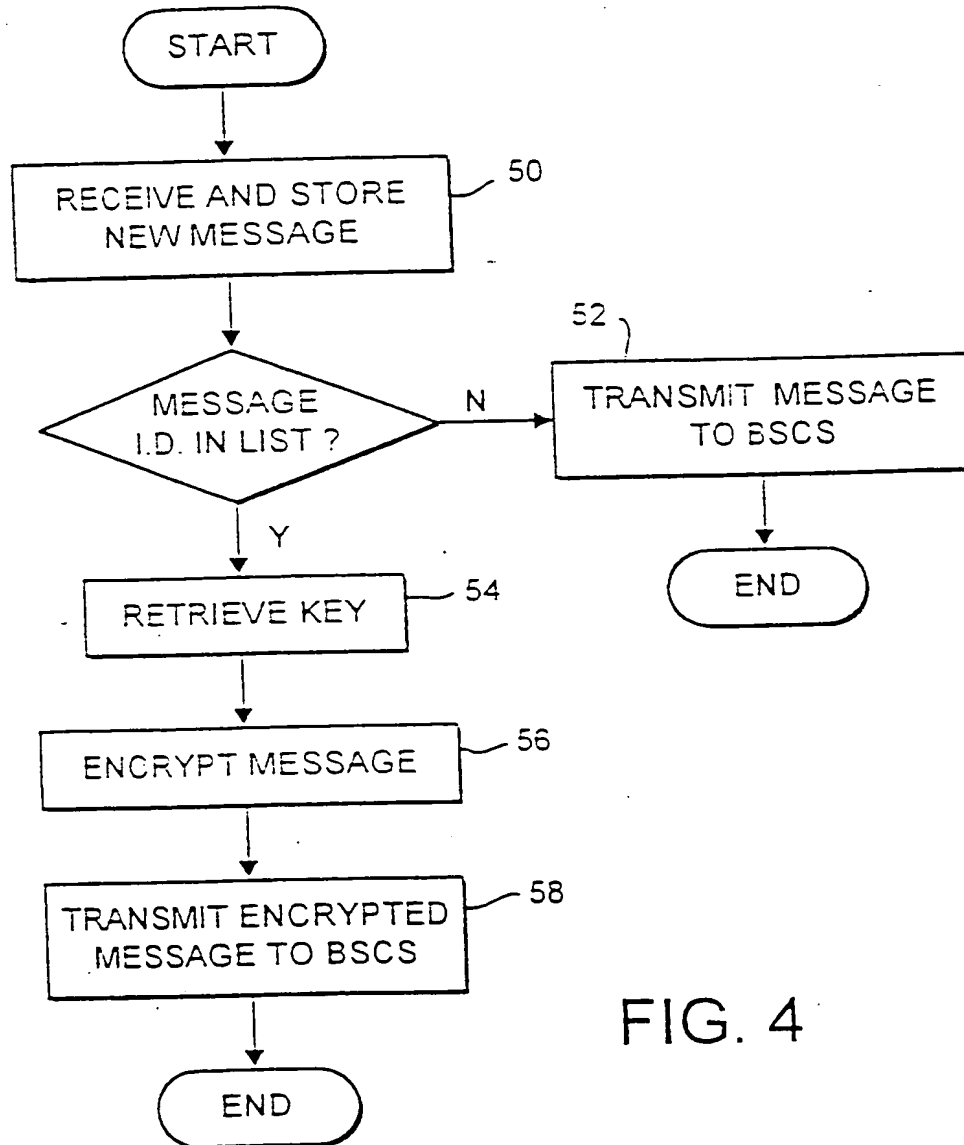 START
RECEIVE AND STORE
NEW MESSAGE
50
MESSAGE
I.D. IN LIST ?
N
52
TRANSMIT MESSAGE
TO BSCS
END
Y
RETRIEVE KEY
54
ENCRYPT MESSAGE
56
TRANSMIT ENCRYPTED
MESSAGE TO BSCS
58
END
FIG. 4